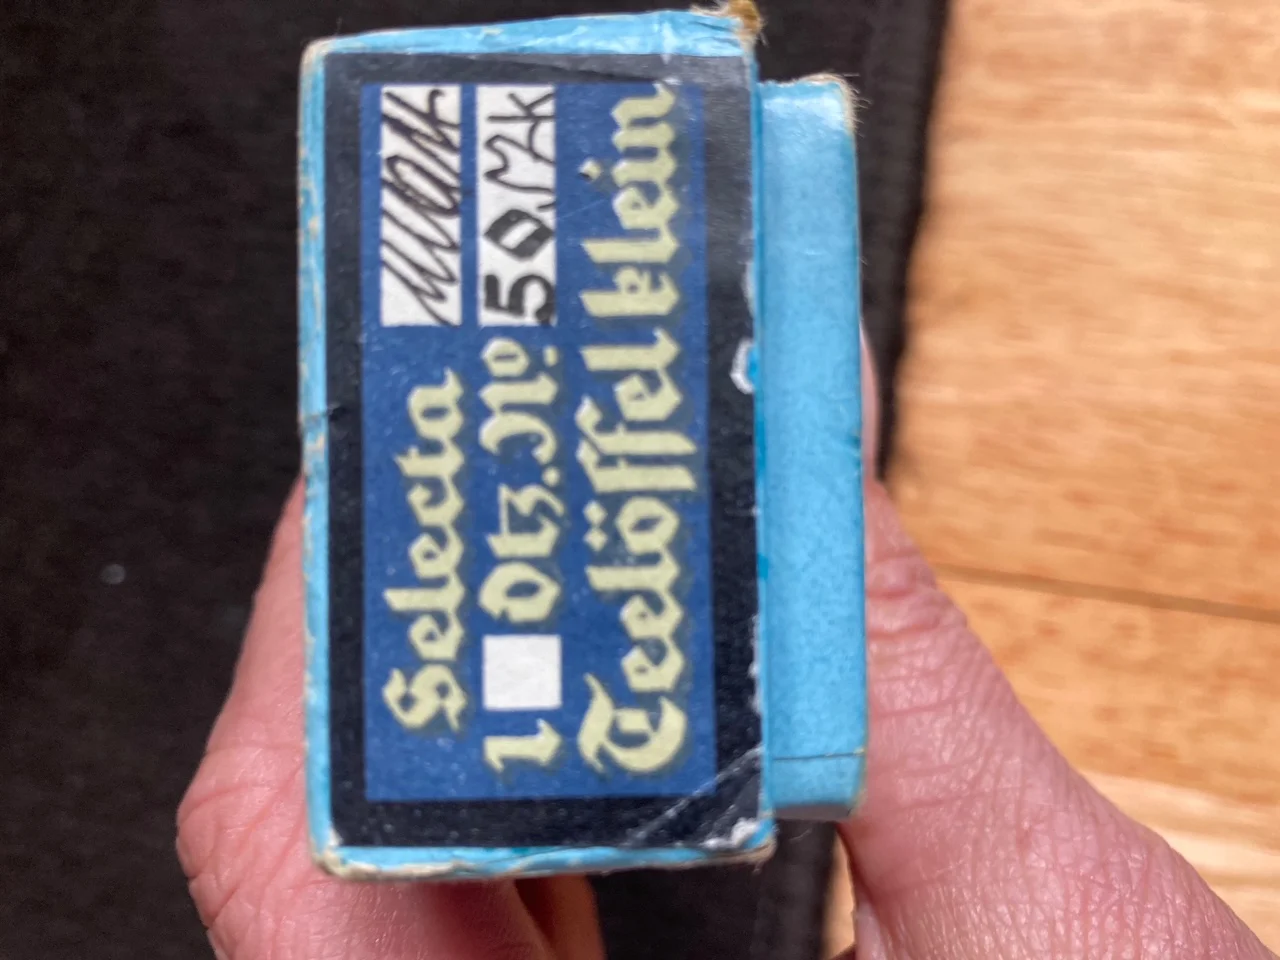 Selecta
1 Dtz. No. 50
Teelöffel klein